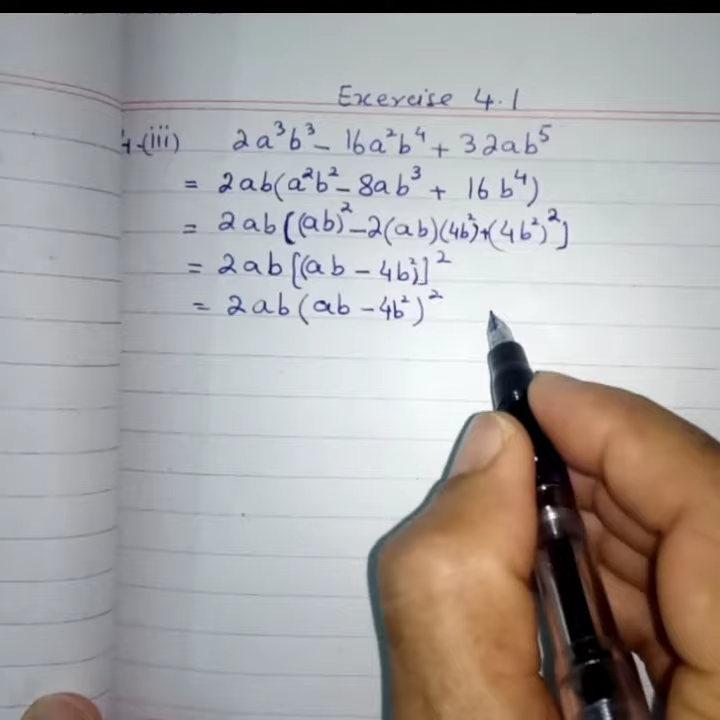 Exercise 4.1
4-(iii) 2a³b³ - 16a²b⁴ + 32ab⁵
= 2ab(a²b² - 8ab³ + 16b⁴)
= 2ab[(ab)² - 2(ab)(4b²)+(4b²)²]
= 2ab[(ab - 4b²)]²
= 2ab(ab - 4b²)²